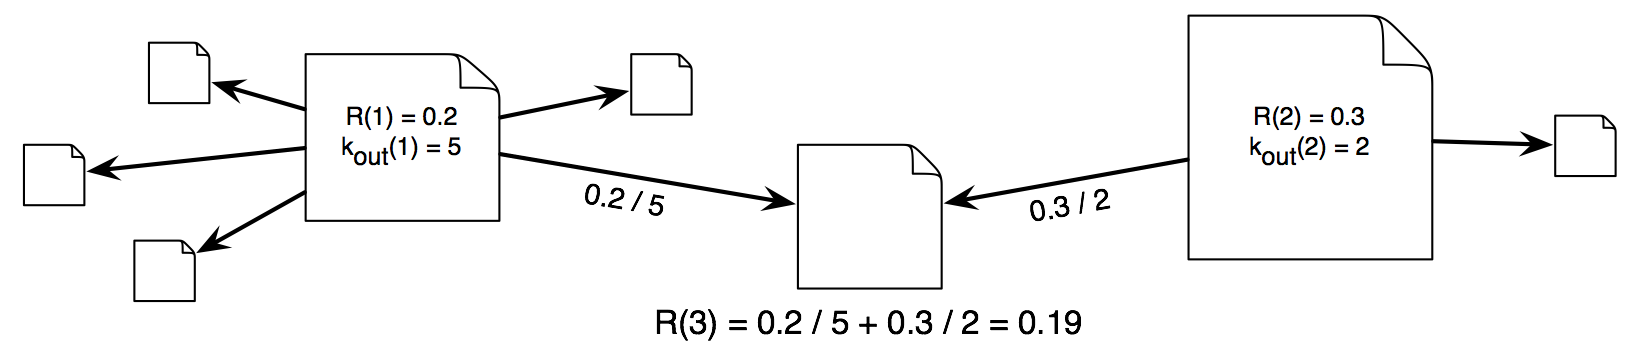 R(1) = 0.2
kout(1) = 5
0.2 / 5
0.3 / 2
R(2) = 0.3
kout(2) = 2
R(3) = 0.2 / 5 + 0.3 / 2 = 0.19